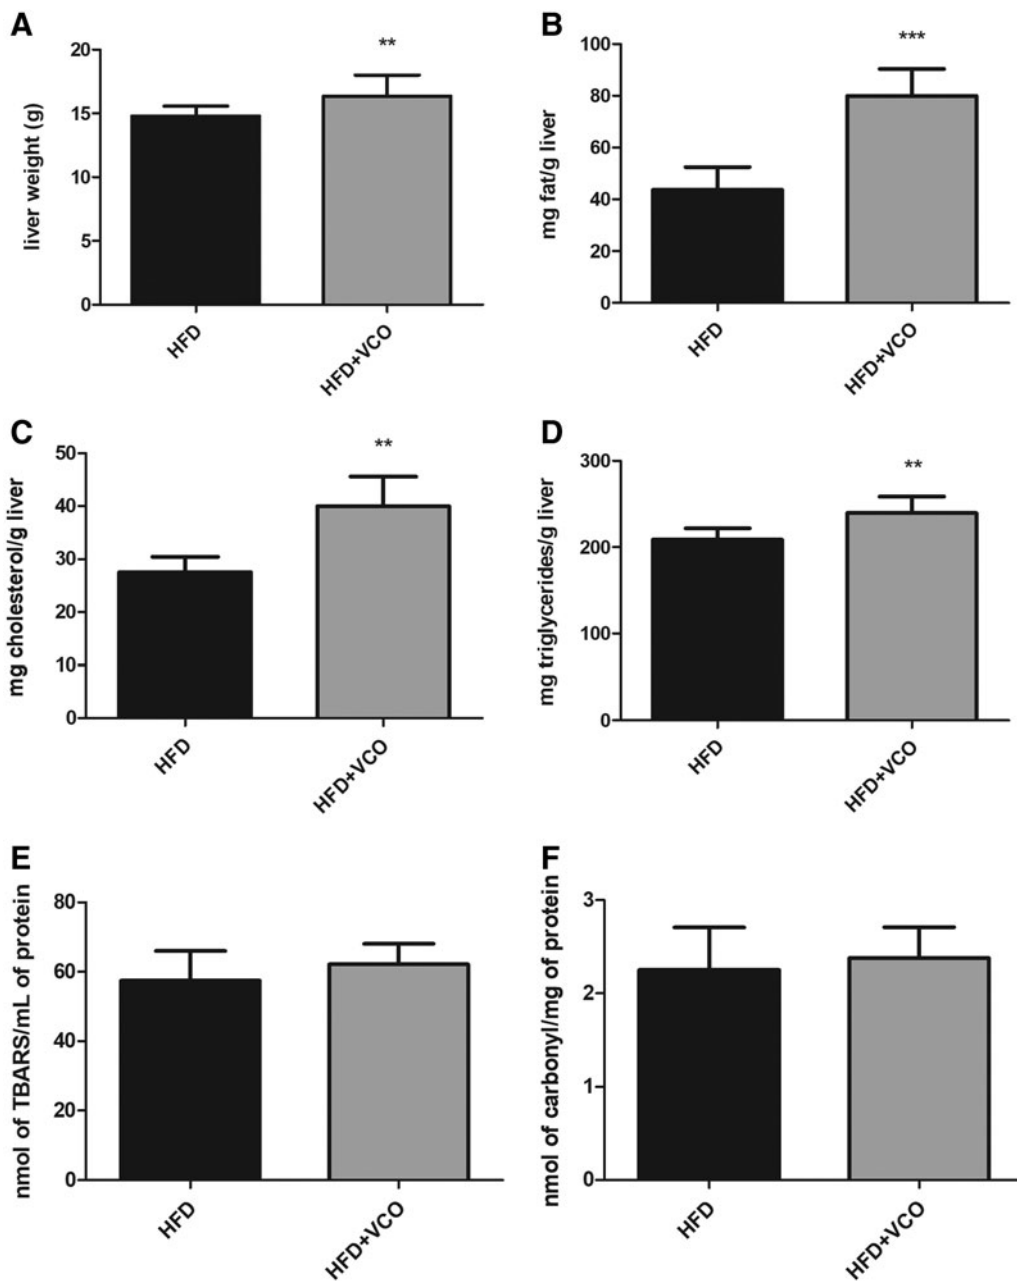 A
liver weight (g)
20
15
10
5
0
**
HFD
HFD+VCO
B
mg fat/g liver
100
80
60
40
20
0
***
HFD
HFD+VCO
C
mg cholesterol/g liver
50
40
30
20
10
0
**
HFD
HFD+VCO
D
mg triglycerides/g liver
300
200
100
0
**
HFD
HFD+VCO
E
nmol of TBARS/mL of protein
80
60
40
20
0
HFD
HFD+VCO
F
nmol of carbonyl/mg of protein
3
2
1
0
HFD
HFD+VCO